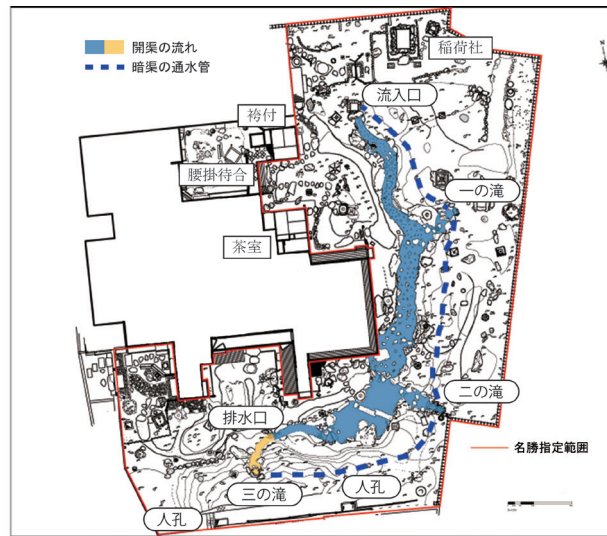 開渠の流れ
暗渠の通水管
稲荷社
流入口
袴付
腰掛待合
一の滝
茶室
二の滝
排水口
名勝指定範囲
三の滝
人孔
人孔